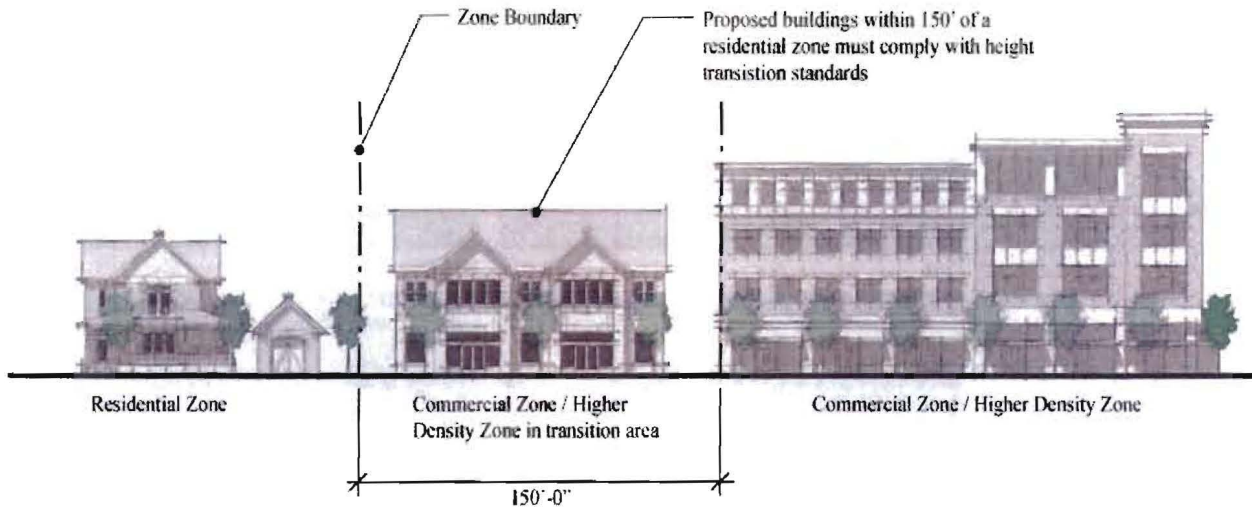 Zone Boundary
Proposed buildings within 150' of a
residential zone must comply with height
transistion standards
Residential Zone
Commercial Zone / Higher
Density Zone in transition area
Commercial Zone / Higher Density Zone
150'-0"